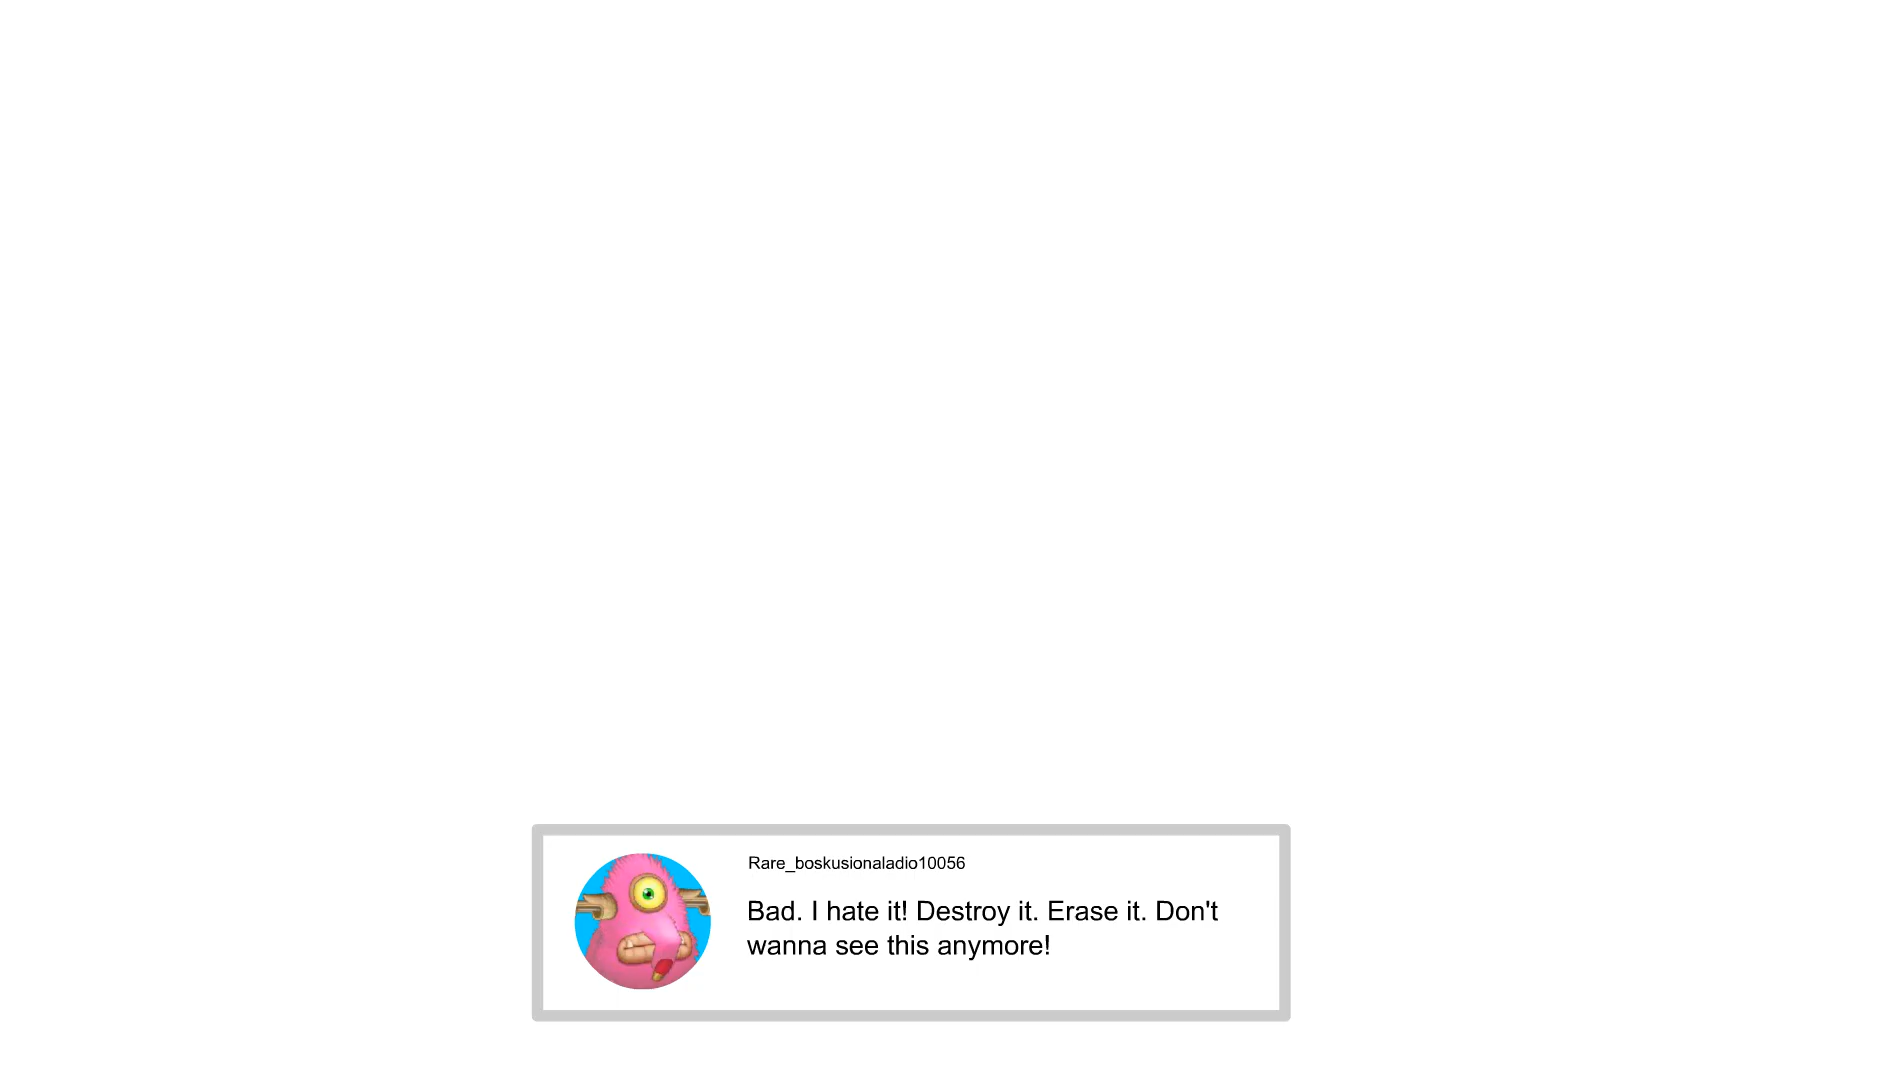 Rare_boskusionaladio10056
Bad. I hate it! Destroy it. Erase it. Don't
wanna see this anymore!